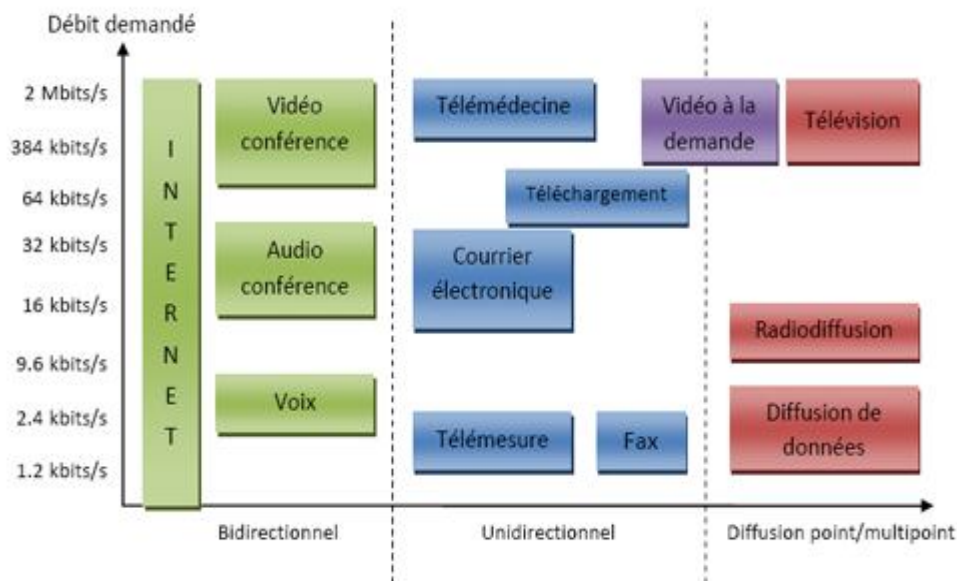 Débit demandé
2 Mbits/s
384 kbits/s
64 kbits/s
32 kbits/s
16 kbits/s
9.6 kbits/s
2.4 kbits/s
1.2 kbits/s
I
N
T
E
R
N
E
T
Vidéo
conférence
Audio
conférence
Voix
Télémédecine
Téléchargement
Courrier
électronique
Télémesure
Fax
Vidéo à la
demande
Télévision
Radiodiffusion
Diffusion de
données
Bidirectionnel
Unidirectionnel
Diffusion point/multipoint